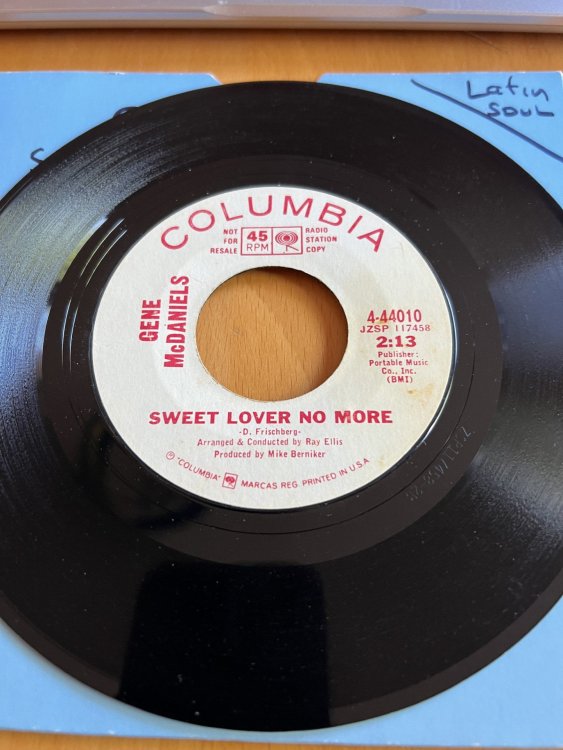 Latin
SOUL
COLUMBIA
NOT
FOR
RESALE
45
RPM
RADIO
STATION
COPY
GENE
McDANIELS
4-44010
JZSP 117458
2:13
Publisher:
Portable Music
Co., Inc.
(BMI)
SWEET LOVER NO MORE
-D. Frischberg-
Arranged & Conducted by Ray Ellis
Produced by Mike Berniker
℗ "COLUMBIA" MARCAS REG. PRINTED IN U.S.A.